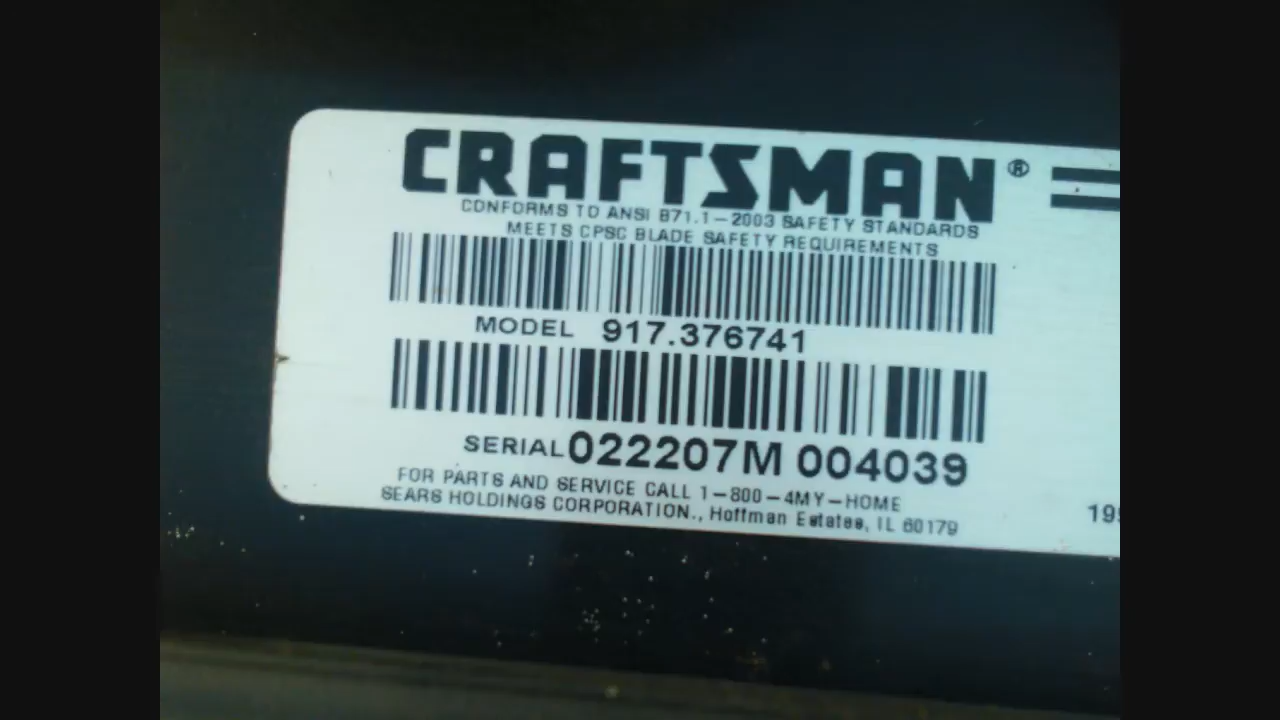 CRAFTSMAN®
CONFORMS TO ANSI B71.1-2003 SAFETY STANDARDS
MEETS CPSC BLADE SAFETY REQUIREMENTS
MODEL 917.376741
SERIAL 022207M 004039
FOR PARTS AND SERVICE CALL 1-800-4MY-HOME
SEARS HOLDINGS CORPORATION., Hoffman Estates, IL 60179